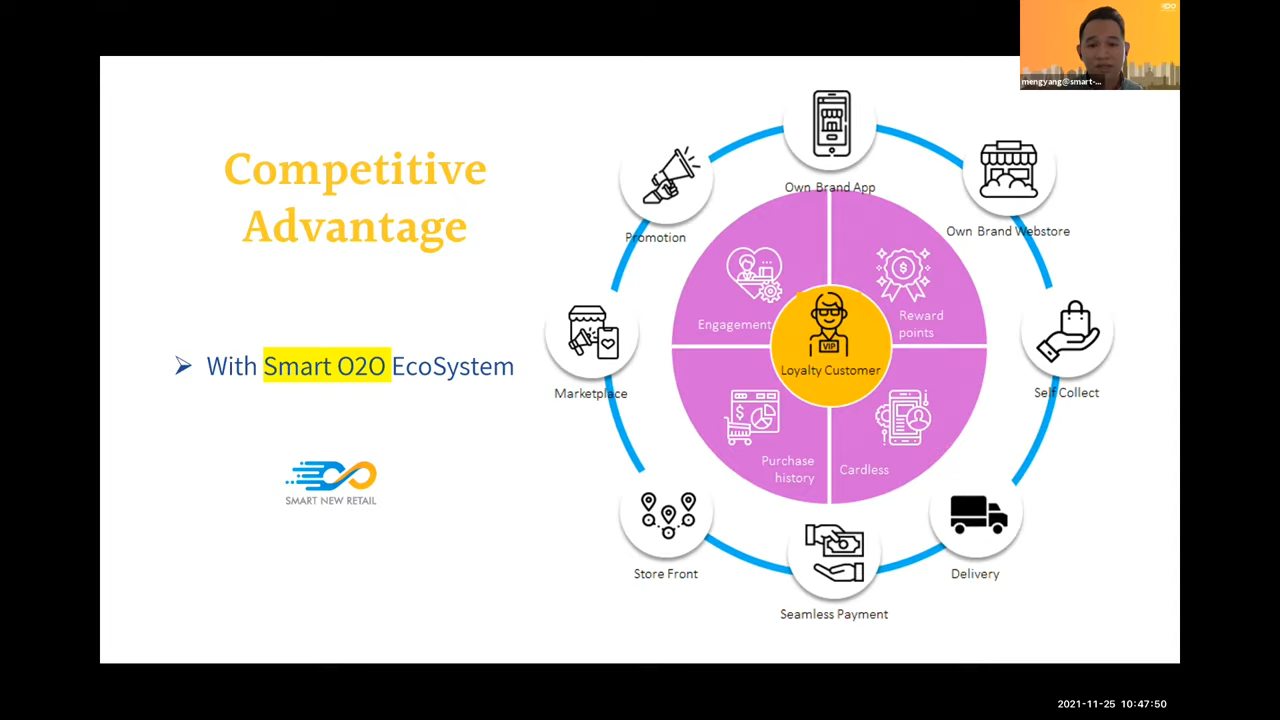 mengyang@smart-...
Competitive
Advantage
➢ With Smart O2O EcoSystem
SMART NEW RETAIL
Own Brand App
Own Brand Webstore
Self Collect
Delivery
Seamless Payment
Store Front
Marketplace
Promotion
Engagement
Reward
points
Loyalty Customer
VIP
Purchase
history
Cardless
2021-11-25 10:47:50